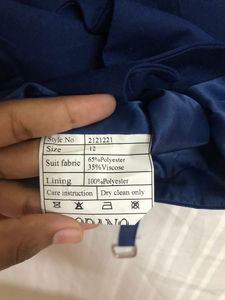 Style No 2121221
Size 12
Suit fabric 65%Polyester
35%Viscose
Lining 100%Polyester
Care instruction Dry clean only